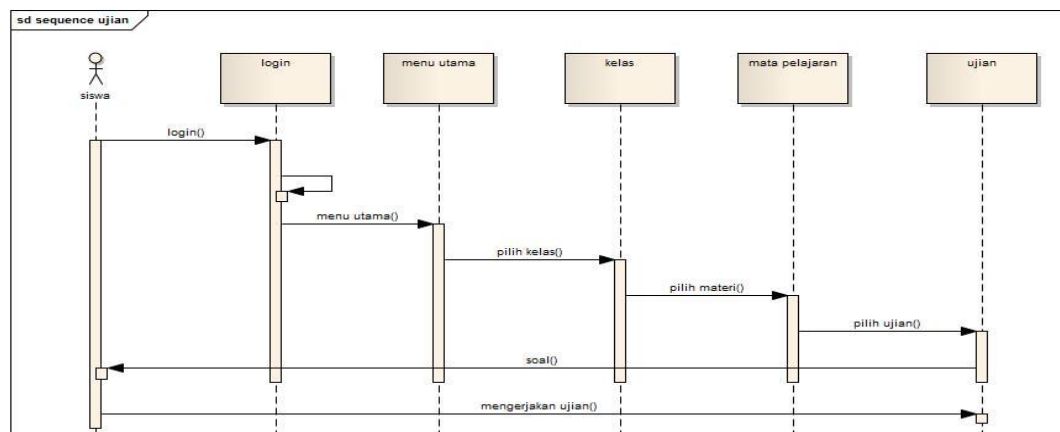 sd sequence ujian
siswa
login
menu utama
kelas
mata pelajaran
ujian
login()
menu utama()
pilih kelas()
pilih materi()
pilih ujian()
soal()
mengerjakan ujian()